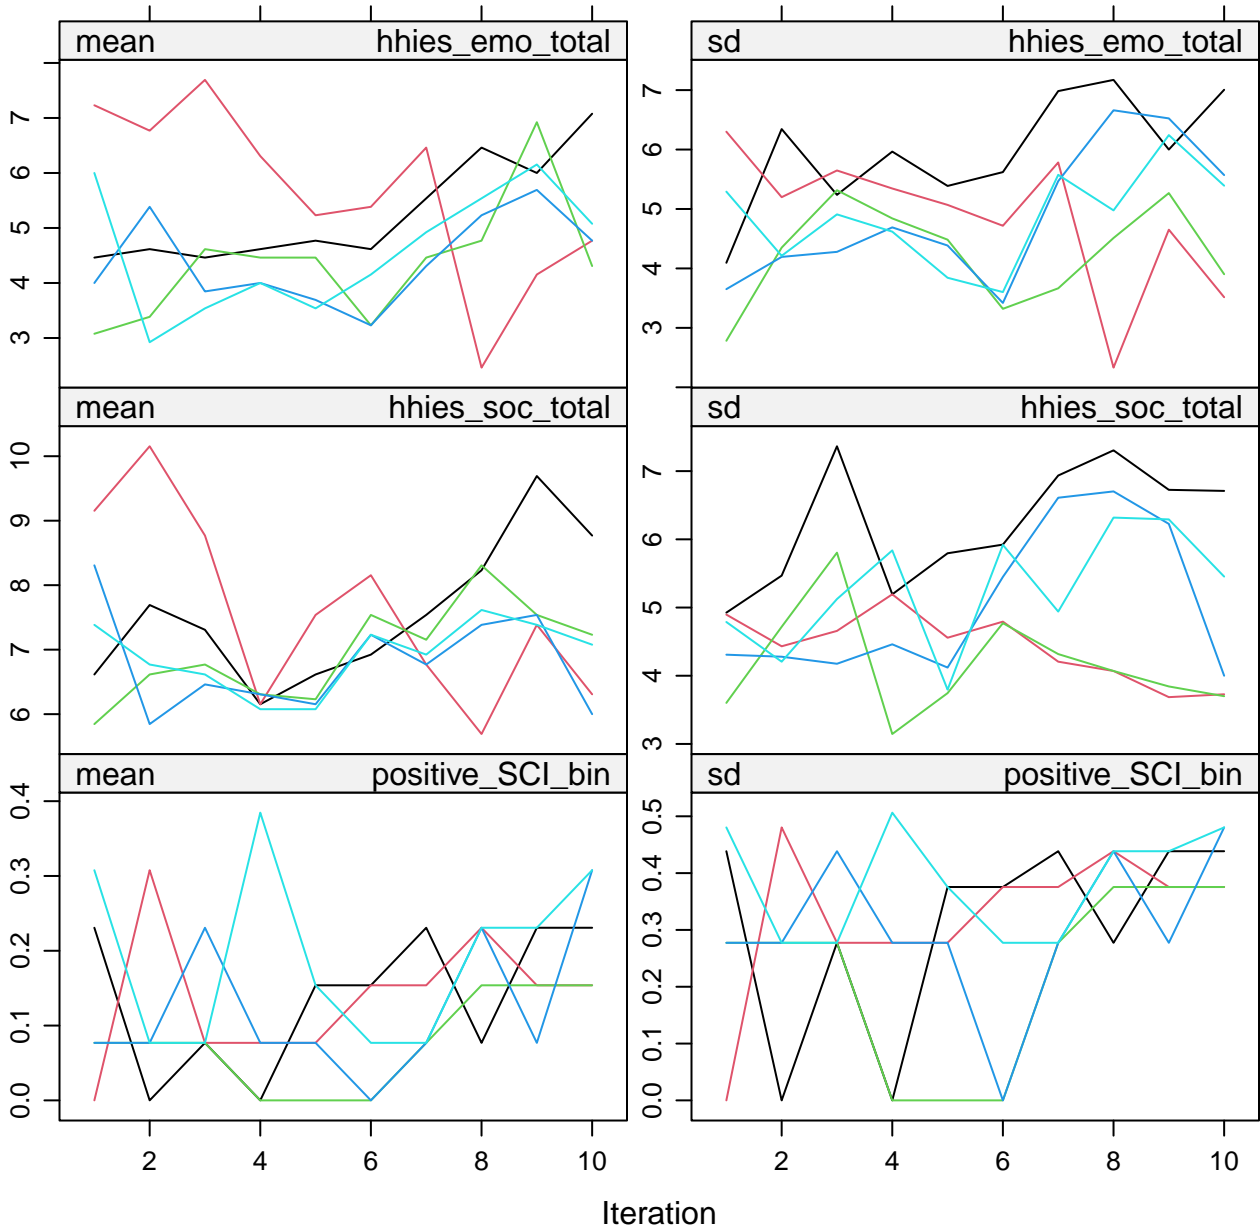 mean hhies_emo_total
sd hhies_emo_total
3 4 5 6 7
3 4 5 6 7
mean hhies_soc_total
sd hhies_soc_total
6 7 8 9 10
3 4 5 6 7
mean positive_SCI_bin
sd positive_SCI_bin
0.0 0.1 0.2 0.3 0.4
0.0 0.1 0.2 0.3 0.4 0.5
2 4 6 8 10
2 4 6 8 10
Iteration